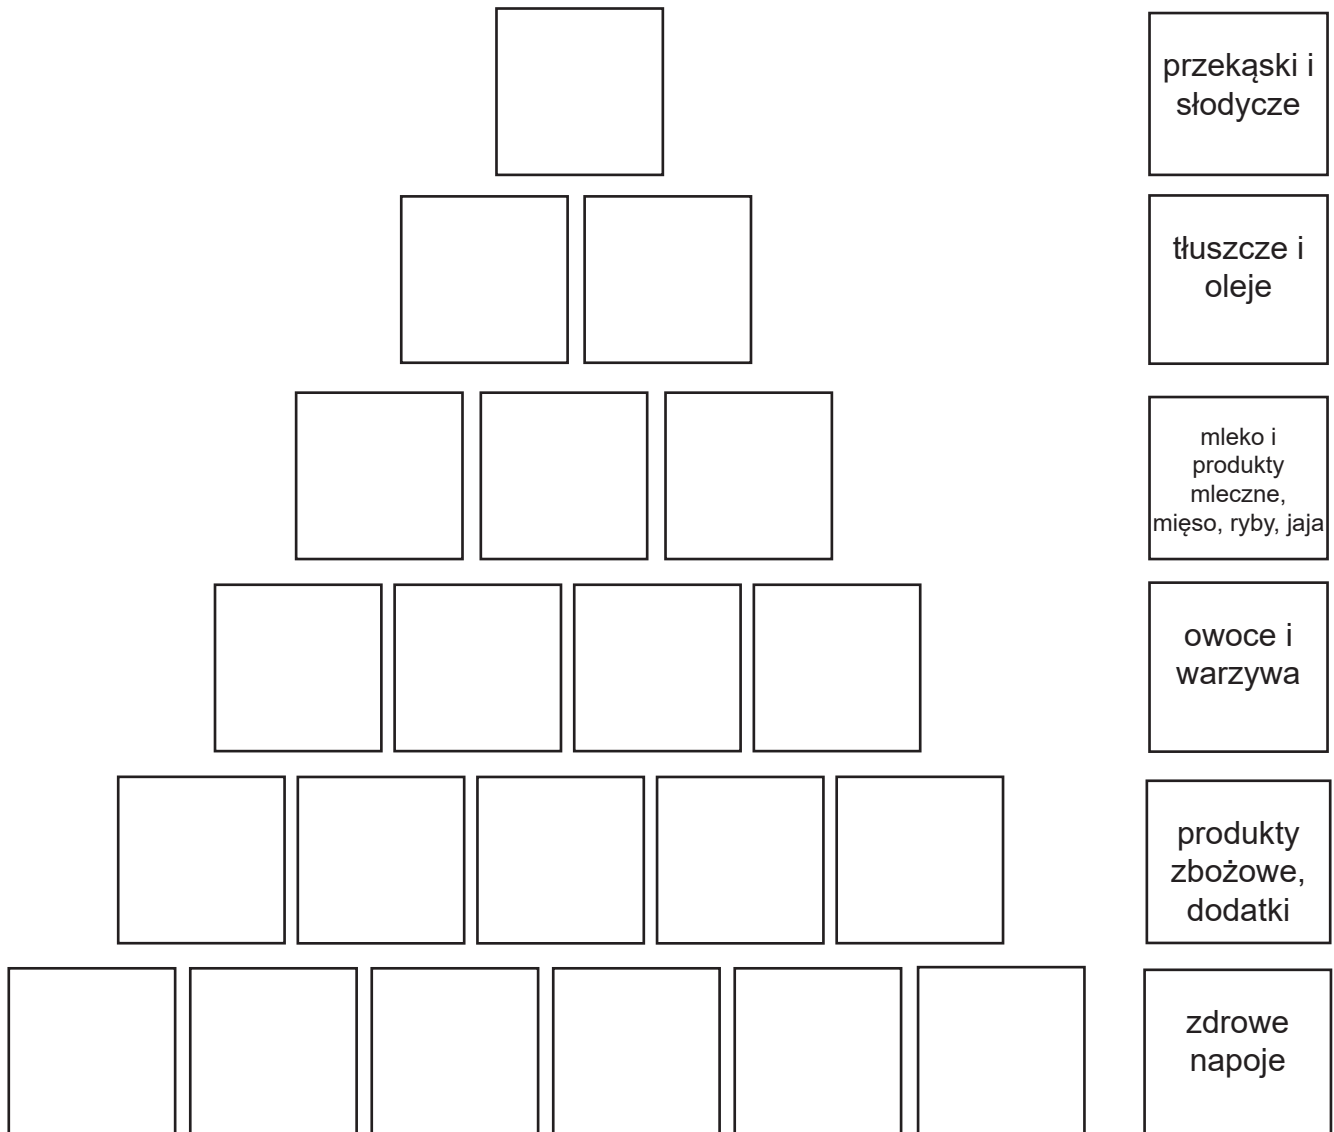 przekąski i
słodycze
tłuszcze i
oleje
mleko i
produkty
mleczne,
mięso, ryby, jaja
owoce i
warzywa
produkty
zbożowe,
dodatki
zdrowe
napoje